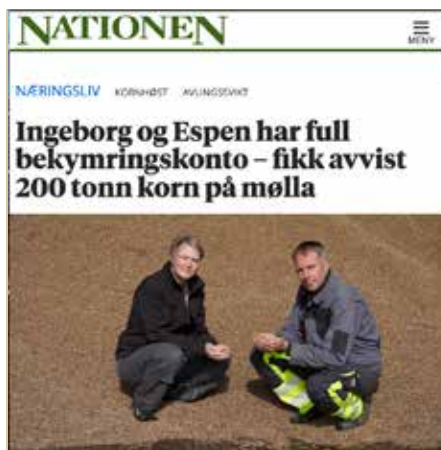 NATIONEN
MENY
NÆRINGSLIV KORNHØST AVLINGSSVIKT
Ingeborg og Espen har full
bekymringskonto – fikk avvist
200 tonn korn på mølla